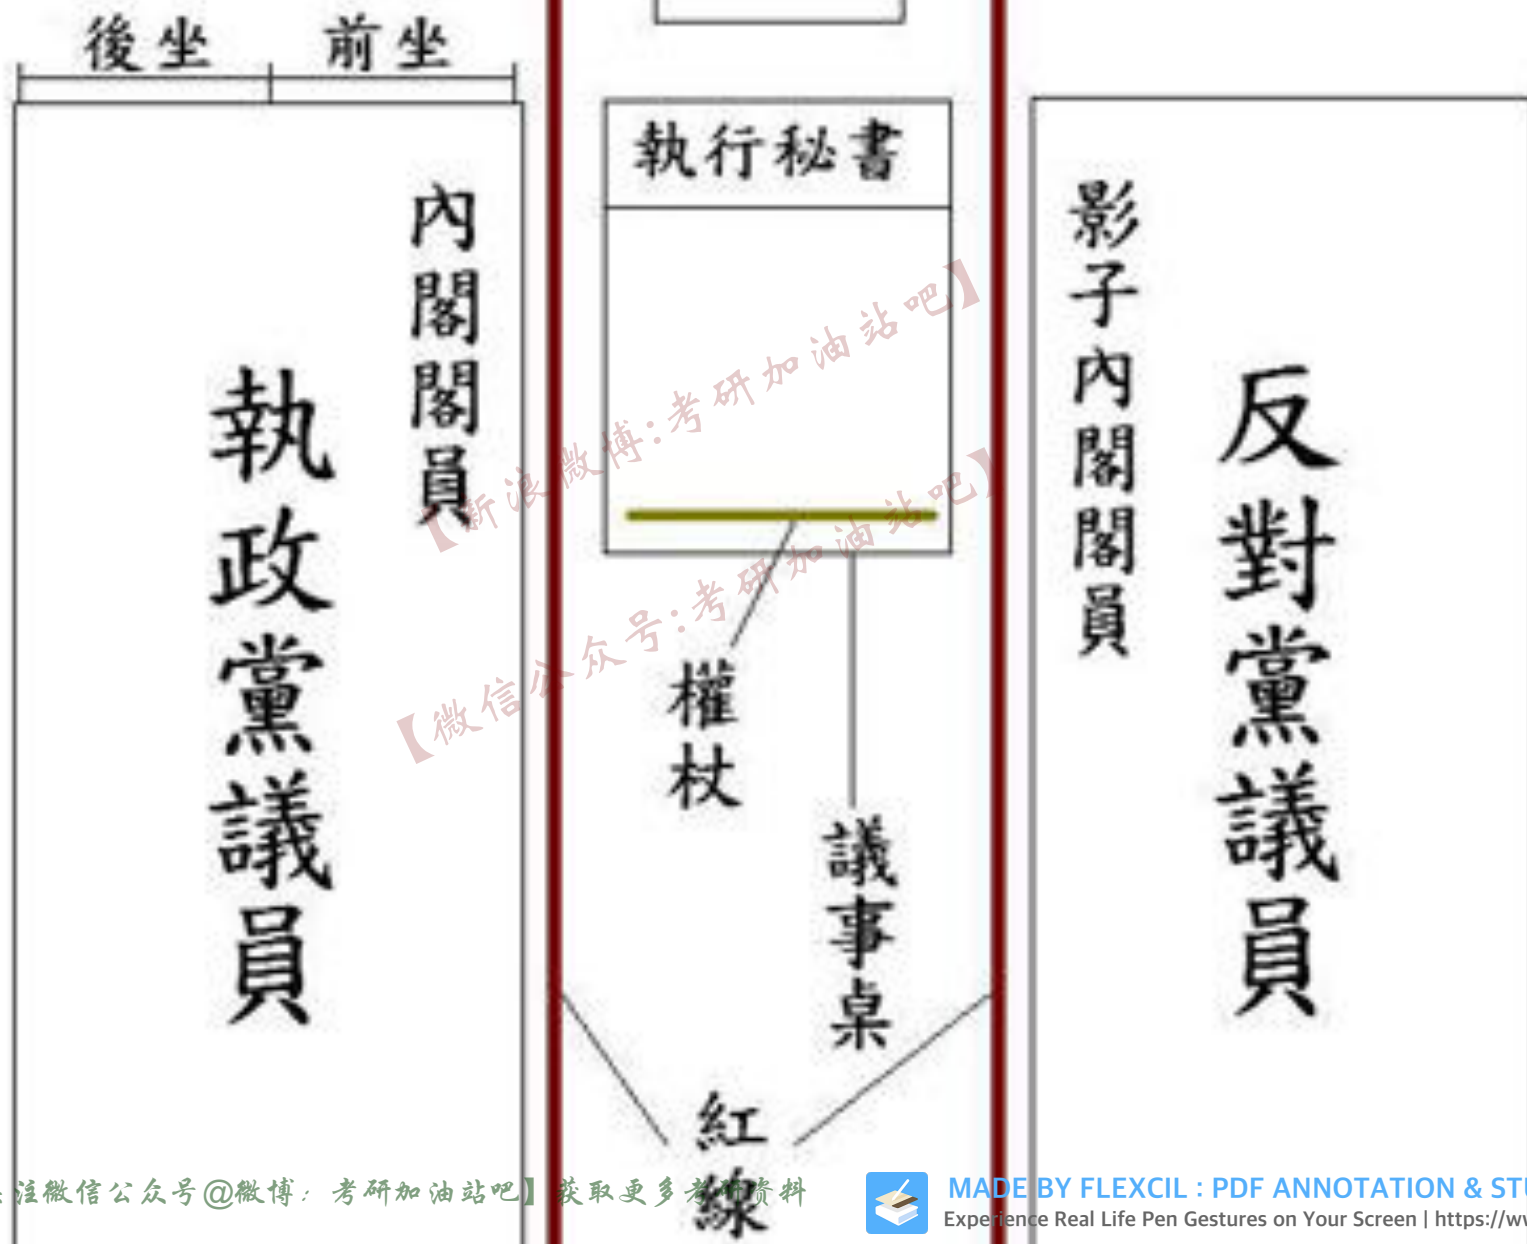 後坐 前坐
執行秘書
內閣閣員
執政黨議員
影子內閣閣員
反對黨議員
權杖
議事桌
紅線
【新浪微博:考研加油站吧】
【微信公众号:考研加油站吧】
注微信公众号@微博：考研加油站吧】获取更多考研资料
MADE BY FLEXCIL : PDF ANNOTATION &
Experience Real Life Pen Gestures on Your Screen | https://